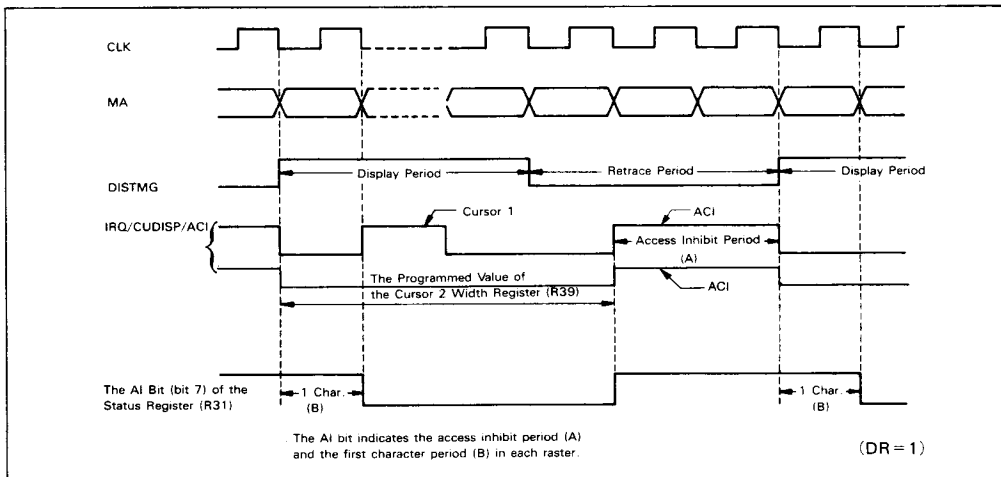 CLK
MA
DISTMG
Display Period
Retrace Period
Display Period
IRQ/CUDISP/ACI
Cursor 1
ACI
Access Inhibit Period
(A)
The Programmed Value of
the Cursor 2 Width Register (R39)
ACI
The AI Bit (bit 7) of the
Status Register (R31)
1 Char.
(B)
1 Char.
(B)
The AI bit indicates the access inhibit period (A)
and the first character period (B) in each raster.
(DR=1)